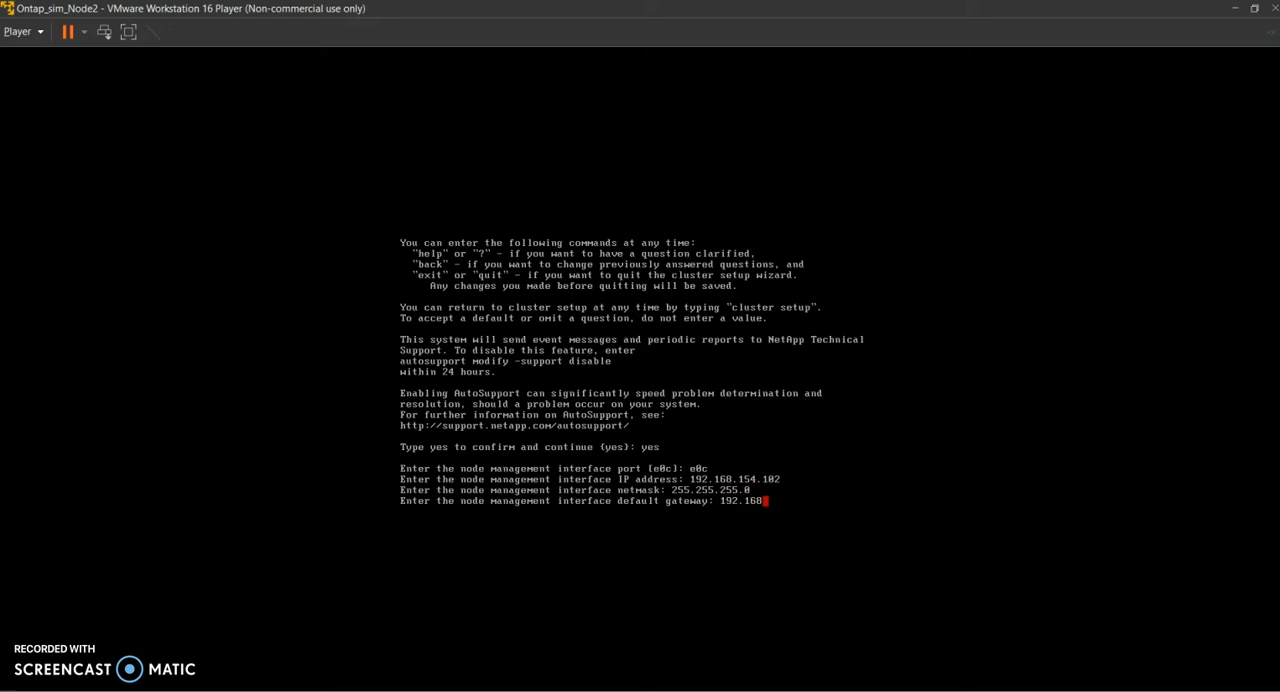 Ontap_sim_Node2 - VMware Workstation 16 Player (Non-commercial use only)
Player
You can enter the following commands at any time:
"help" or "?" - if you want to have a question clarified,
"back" - if you want to change previously answered questions, and
"exit" or "quit" - if you want to quit the cluster setup wizard.
Any changes you made before quitting will be saved.
You can return to cluster setup at any time by typing "cluster setup".
To accept a default or omit a question, do not enter a value.
This system will send event messages and periodic reports to NetApp Technical
Support. To disable this feature, enter
autosupport modify -support disable
within 24 hours.
Enabling AutoSupport can significantly speed problem determination and
resolution, should a problem occur on your system.
For further information on AutoSupport, see:
http://support.netapp.com/autosupport/
Type yes to confirm and continue {yes}: yes
Enter the node management interface port [e0c]: e0c
Enter the node management interface IP address: 192.168.154.102
Enter the node management interface netmask: 255.255.255.0
Enter the node management interface default gateway: 192.168
RECORDED WITH
SCREENCAST MATIC